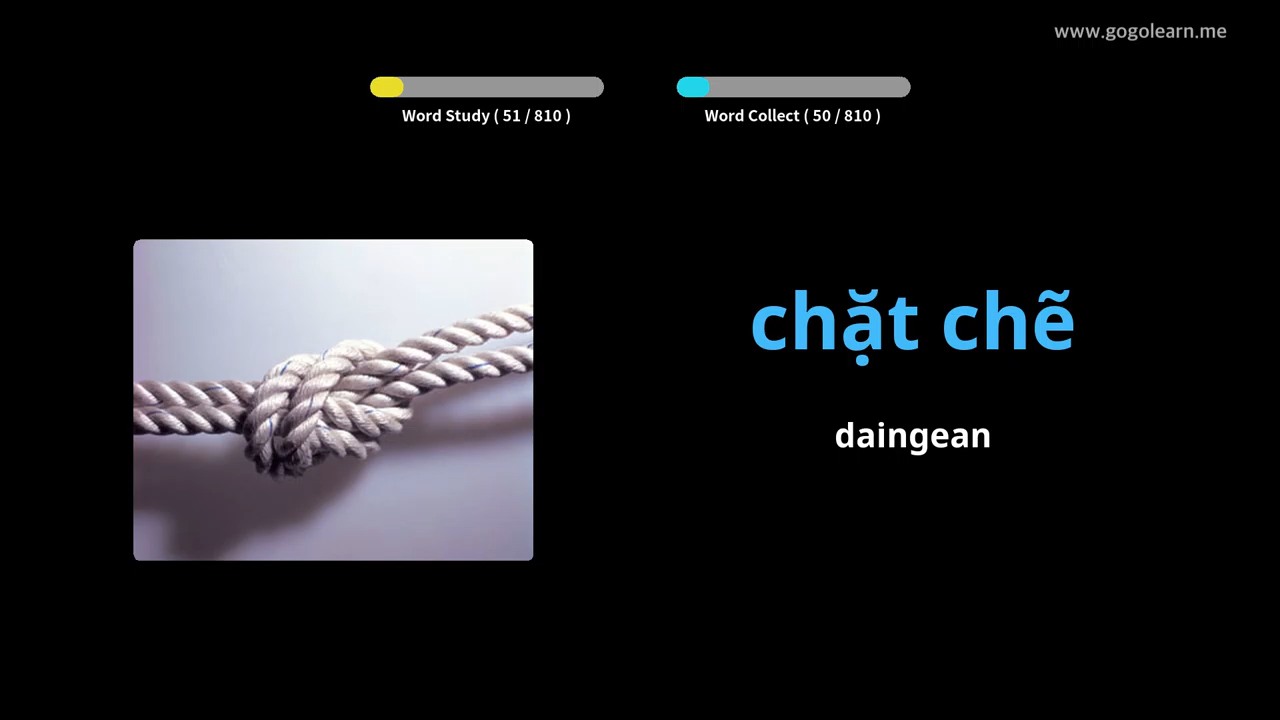 www.gogolearn.me
Word Study ( 51 / 810 )
Word Collect ( 50 / 810 )
chặt chẽ
daingean